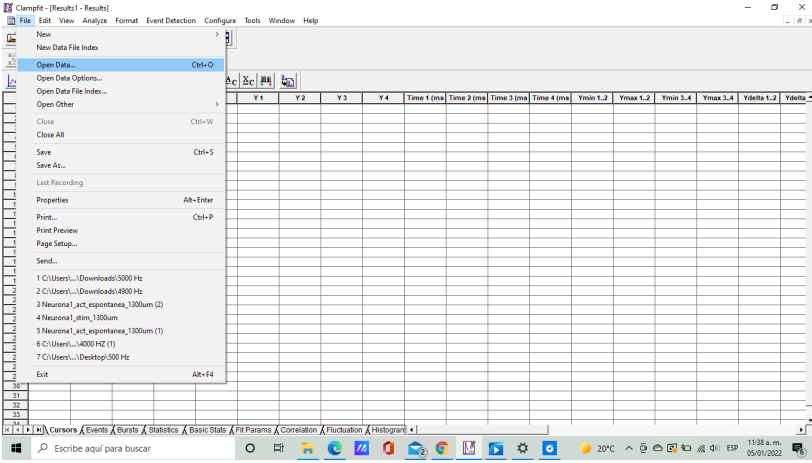 Clampfit - [Results1 - Results]
File Edit View Analyze Format Event Detection Configure Tools Window Help
New
New Data File Index
Open Data... Ctrl+O
Open Data Options...
Open Data File Index...
Open Other
Close Ctrl+W
Close All
Save Ctrl+S
Save As...
Last Recording
Properties Alt+Enter
Print... Ctrl+P
Print Preview
Page Setup...
Send...
1 C:\Users\...\Downloads\5000 Hz
2 C:\Users\...\Downloads\4900 Hz
3 Neurona1_act_espontanea_1300um (2)
4 Neurona1_stim_1300um
5 Neurona1_act_espontanea_1300um (1)
6 C:\Users\...\4000 HZ (1)
7 C:\Users\...\Desktop\500 Hz
Exit Alt+F4
Y 1 Y 2 Y 3 Y 4 Time 1 (ms Time 2 (ms Time 3 (ms Time 4 (ms Ymin 1..2 Ymax 1..2 Ymin 3..4 Ymax 3..4 Ydelta 1..2 Ydelta
30
31
32
33
34
Cursors Events Bursts Statistics Basic Stats Fit Params Correlation Fluctuation Histogram
Escribe aquí para buscar
2
20°C
ESP
11:38 a. m.
05/01/2022